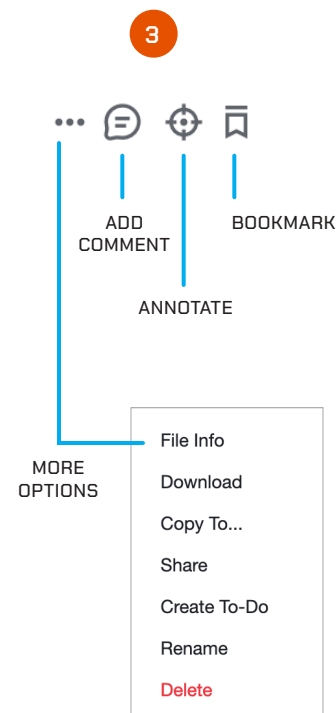 3
ADD
COMMENT
BOOKMARK
ANNOTATE
MORE
OPTIONS
File Info
Download
Copy To...
Share
Create To-Do
Rename
Delete